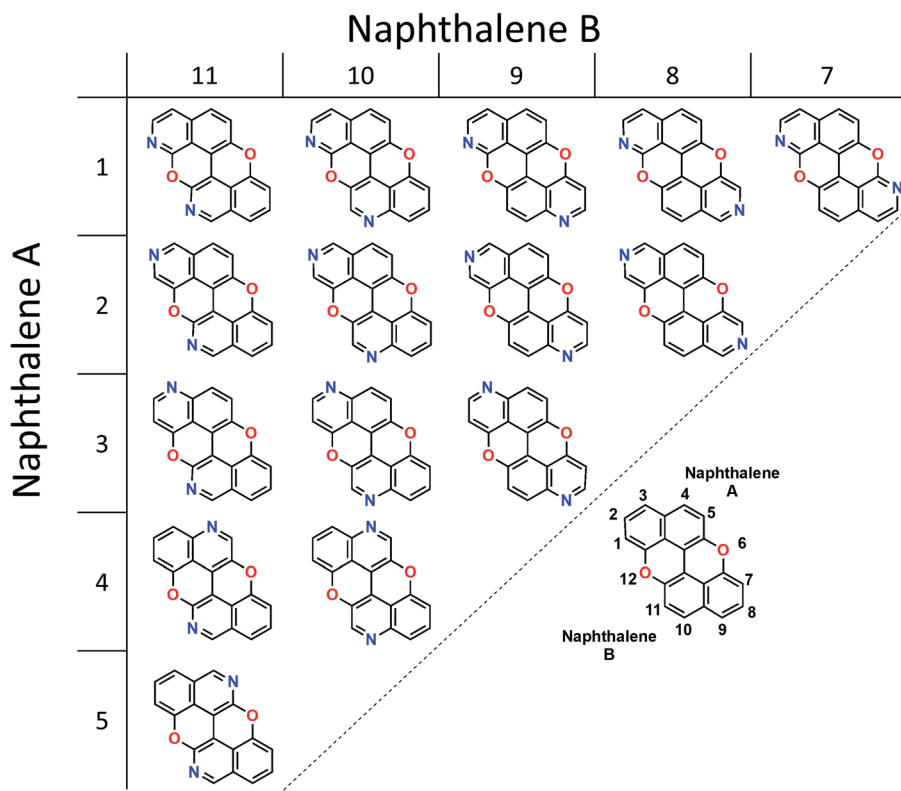 Naphthalene B
11 10 9 8 7
Naphthalene A
1
N N N N N
O O O O O
O O O O O
N N N N N
2
N N N N
O O O O
O O O O
N N N N
3
N N N
O O O
O O O
N N N
4
N N
O O
O O
N N
5
N
O
O
N
Naphthalene
A
3 4
2 5
1 O 6
12 O 7
11 8
10 9
Naphthalene
B